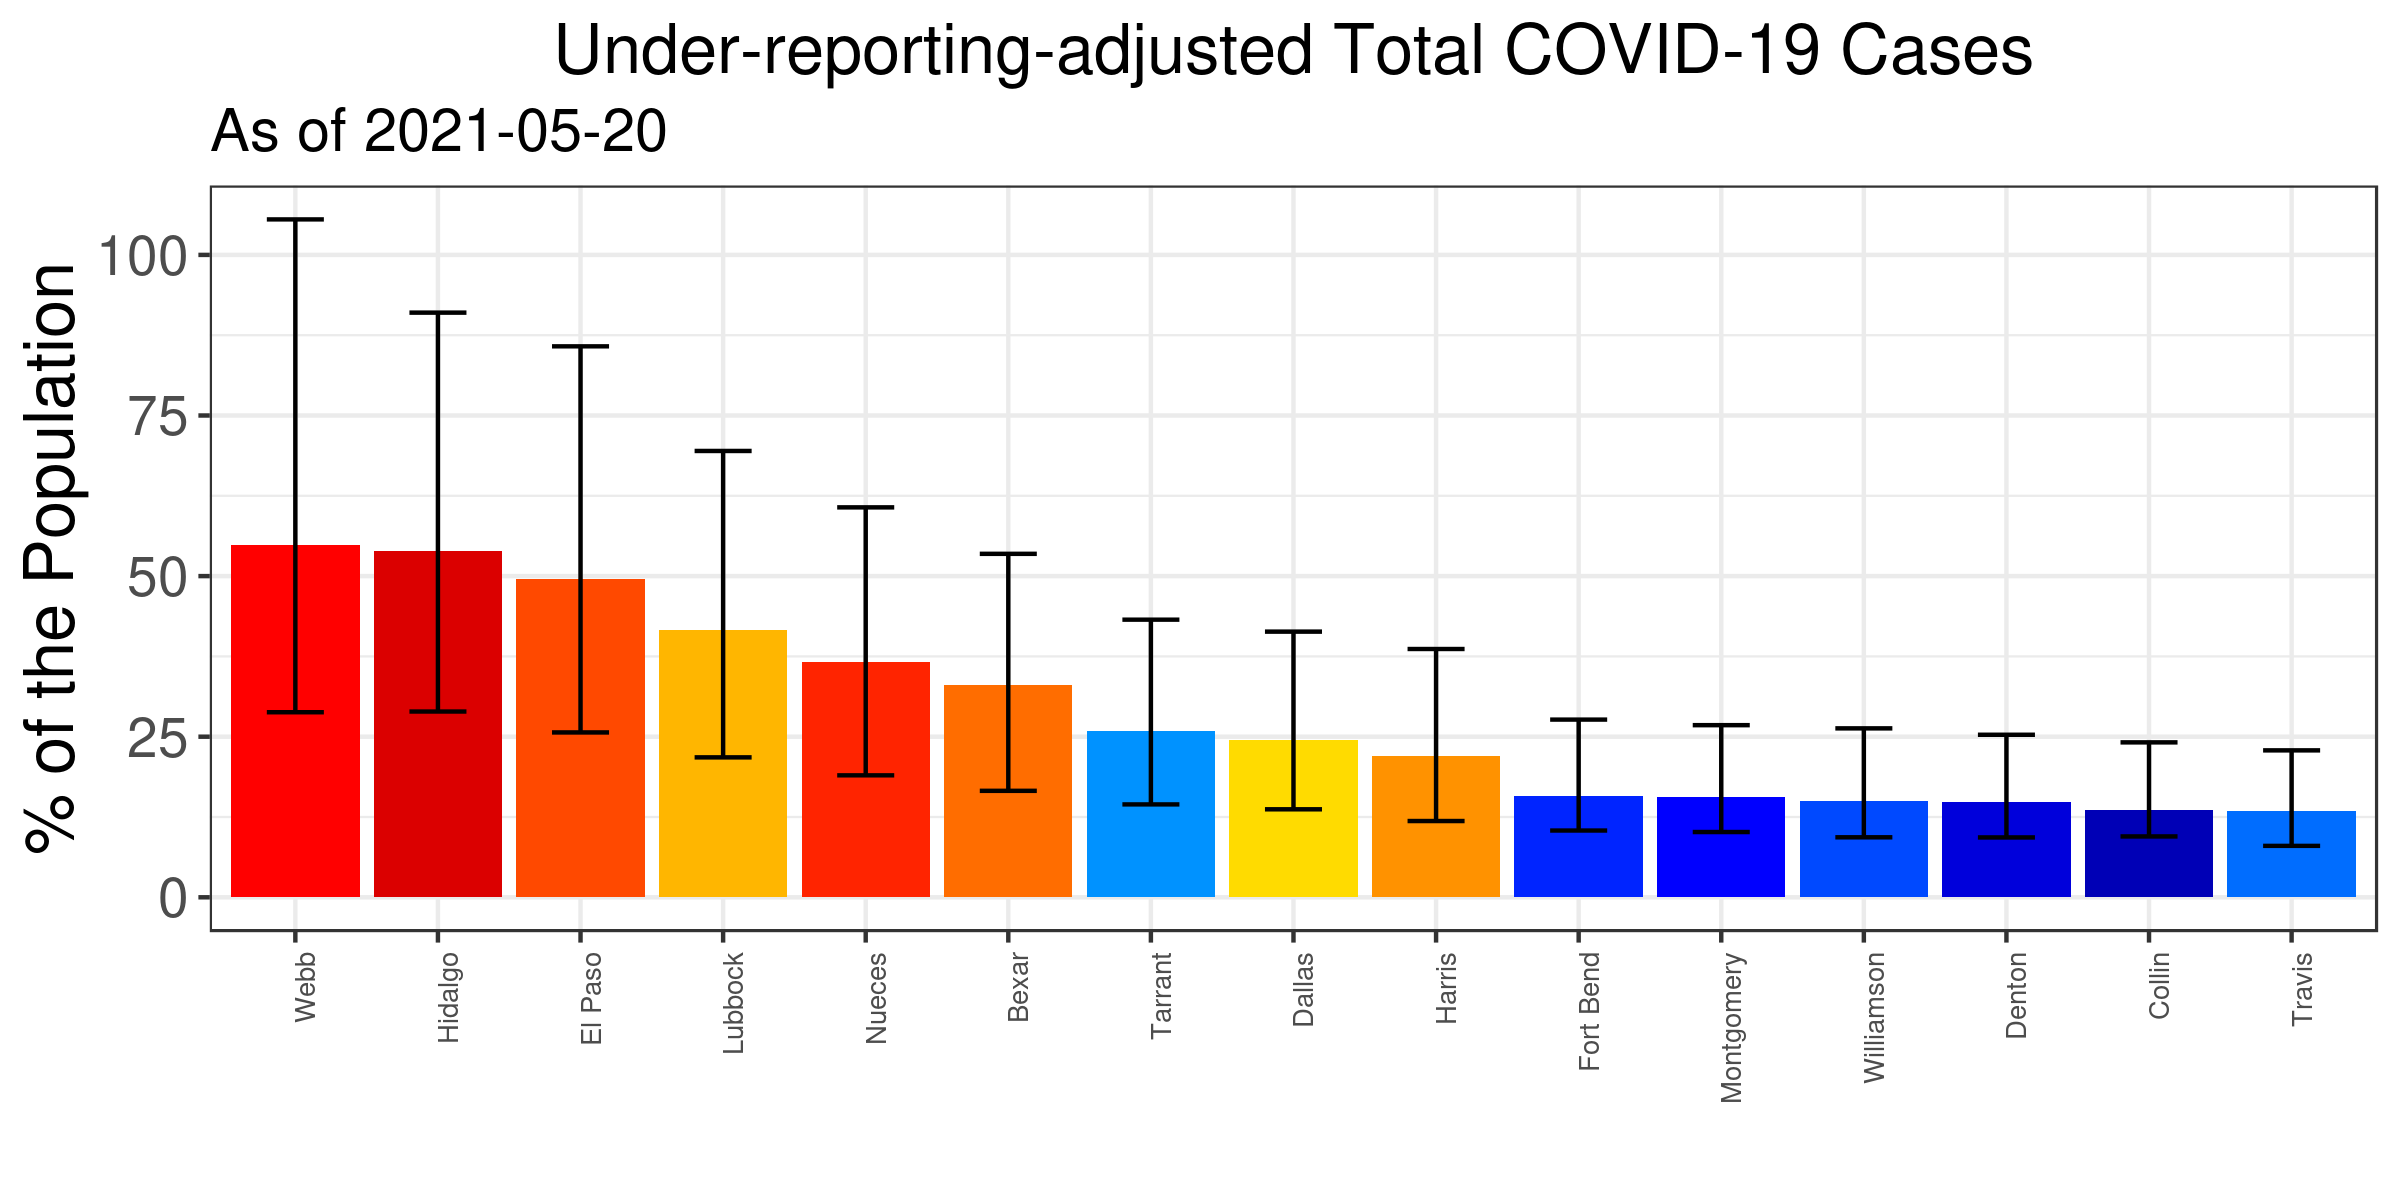 Under-reporting-adjusted Total COVID-19 Cases
As of 2021-05-20
% of the Population
100
75
50
25
0
Webb
Hidalgo
El Paso
Lubbock
Nueces
Bexar
Tarrant
Dallas
Harris
Fort Bend
Montgomery
Williamson
Denton
Collin
Travis